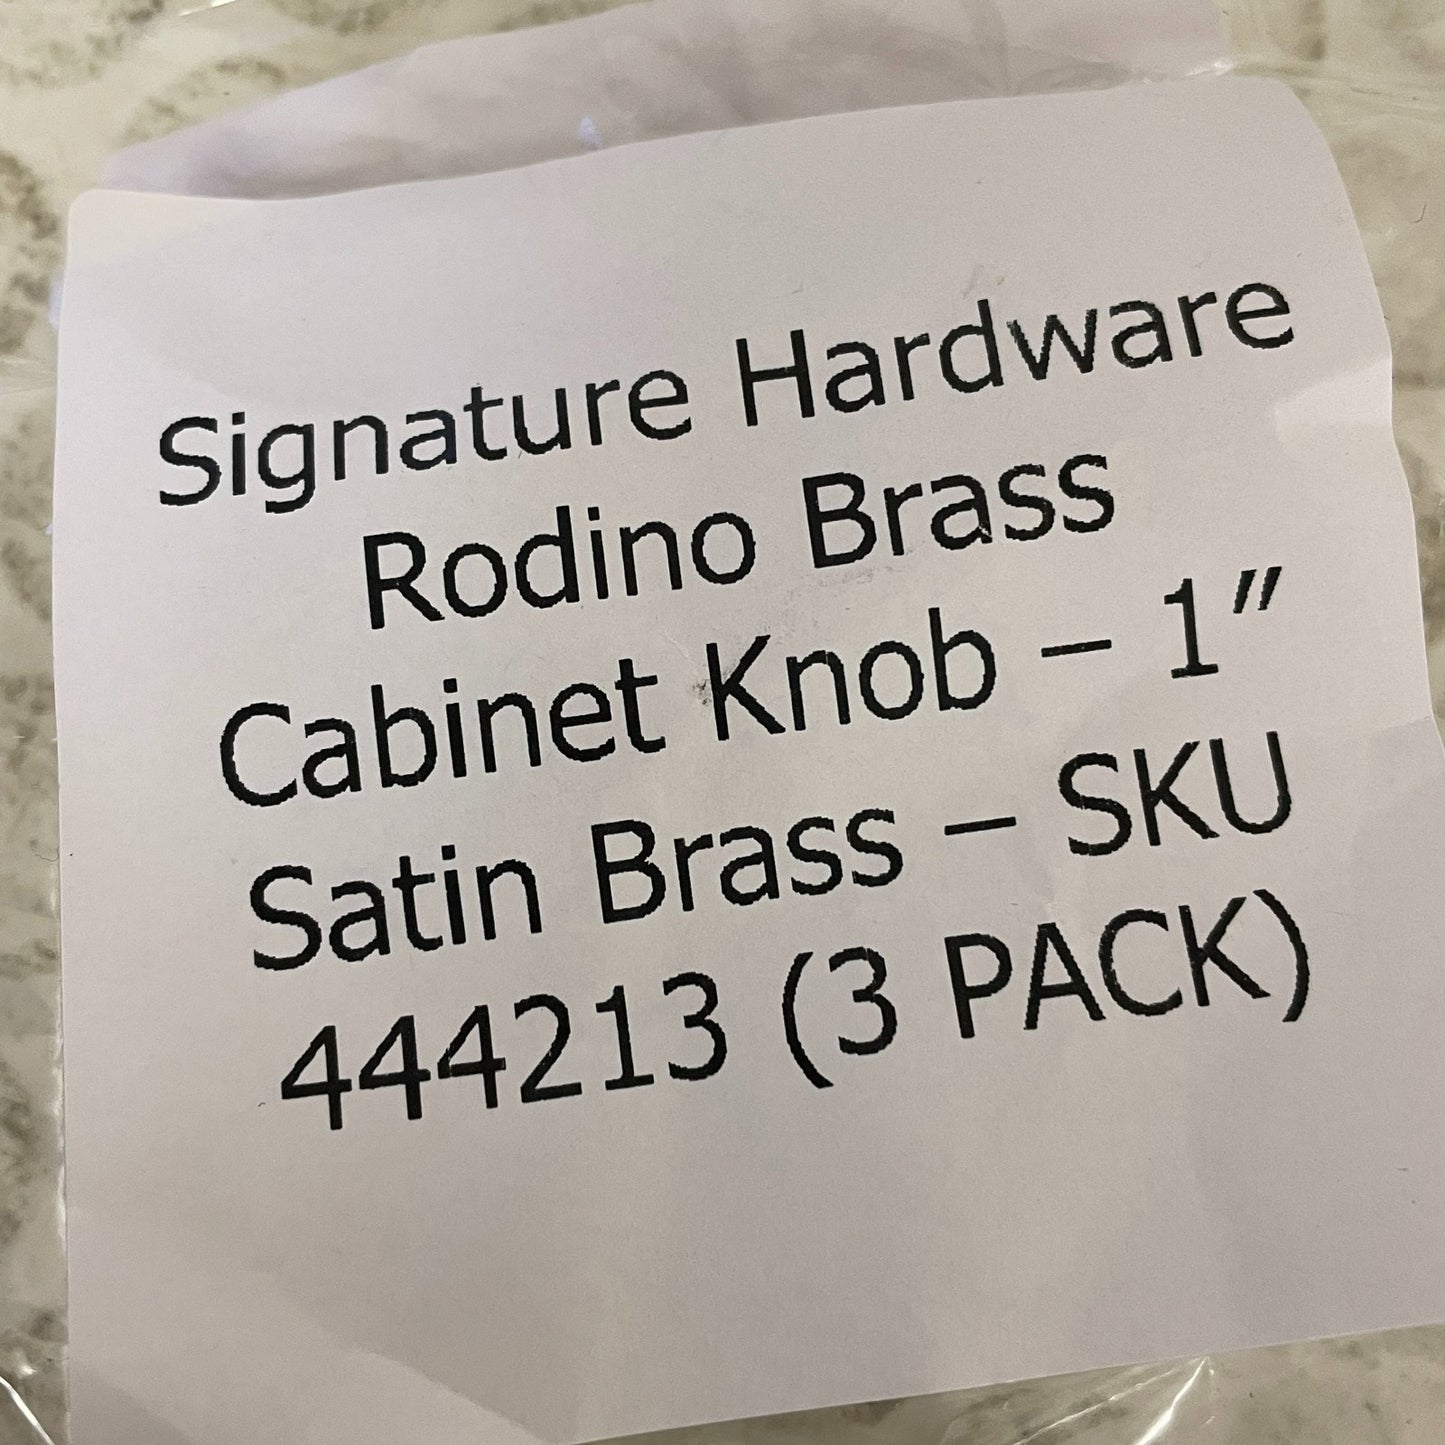 Signature Hardware
Rodino Brass
Cabinet Knob – 1”
Satin Brass – SKU
444213 (3 PACK)